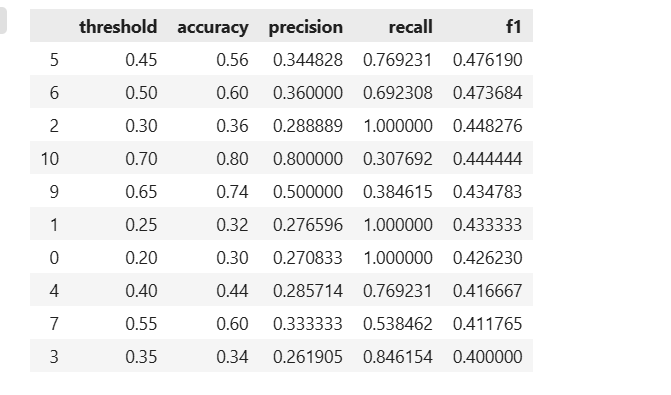 threshold accuracy precision recall f1
5 0.45 0.56 0.344828 0.769231 0.476190
6 0.50 0.60 0.360000 0.692308 0.473684
2 0.30 0.36 0.288889 1.000000 0.448276
10 0.70 0.80 0.800000 0.307692 0.444444
9 0.65 0.74 0.500000 0.384615 0.434783
1 0.25 0.32 0.276596 1.000000 0.433333
0 0.20 0.30 0.270833 1.000000 0.426230
4 0.40 0.44 0.285714 0.769231 0.416667
7 0.55 0.60 0.333333 0.538462 0.411765
3 0.35 0.34 0.261905 0.846154 0.400000